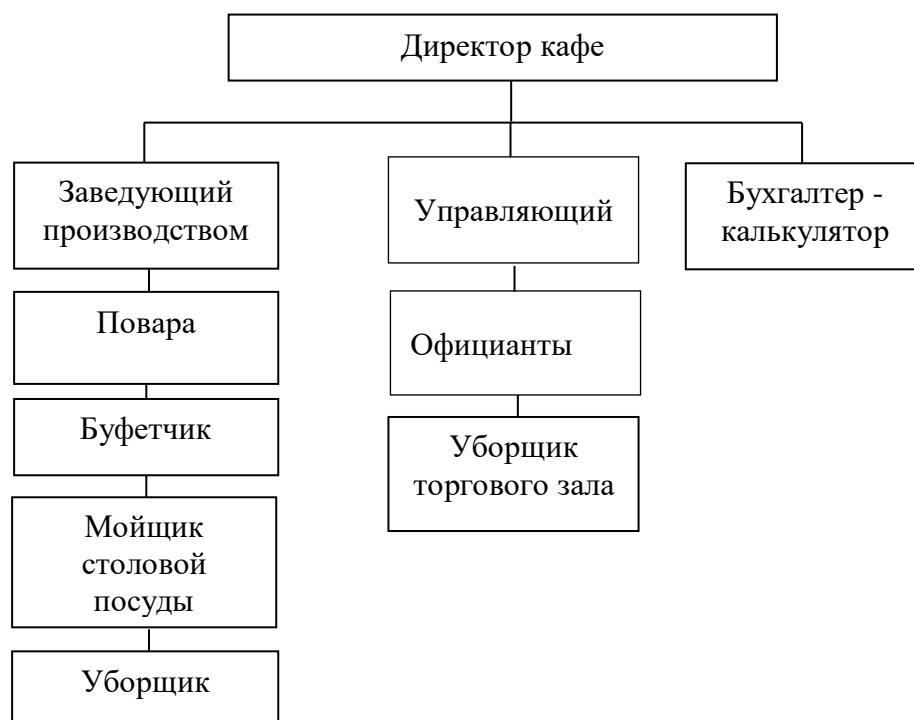 Директор кафе
Заведующий
производством
Управляющий
Бухгалтер -
калькулятор
Повара
Официанты
Буфетчик
Уборщик
торгового зала
Мойщик
столовой
посуды
Уборщик